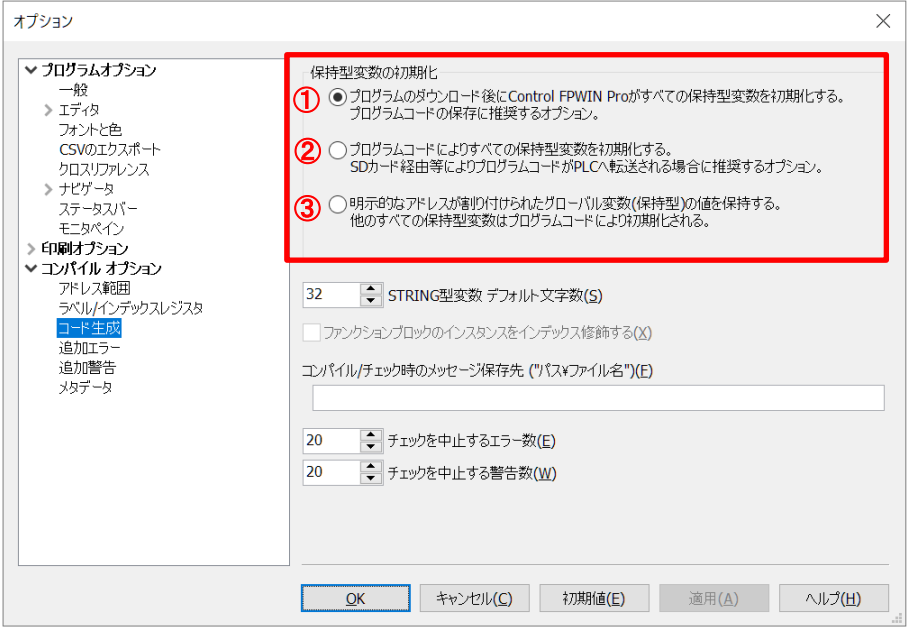 オプション
プログラムオプション
一般
エディタ
フォントと色
CSVのエクスポート
クロスリファレンス
ナビゲータ
ステータスバー
モニタペイン
印刷オプション
コンパイル オプション
アドレス範囲
ラベル/インデックスレジスタ
コード生成
追加エラー
追加警告
メタデータ
保持型変数の初期化
① プログラムのダウンロード後にControl FPWIN Proがすべての保持型変数を初期化する。
プログラムコードの保存に推奨するオプション。
② プログラムコードによりすべての保持型変数を初期化する。
SDカード経由等によりプログラムコードがPLCへ転送される場合に推奨するオプション。
③ 明示的なアドレスが割り付けられたグローバル変数(保持型)の値を保持する。
他のすべての保持型変数はプログラムコードにより初期化される。
32 STRING型変数 デフォルト文字数(S)
ファンクションブロックのインスタンスをインデックス修飾する(X)
コンパイル/チェック時のメッセージ保存先 ("パス¥ファイル名")(F)
20 チェックを中止するエラー数(E)
20 チェックを中止する警告数(W)
OK キャンセル(C) 初期値(E) 適用(A) ヘルプ(H)